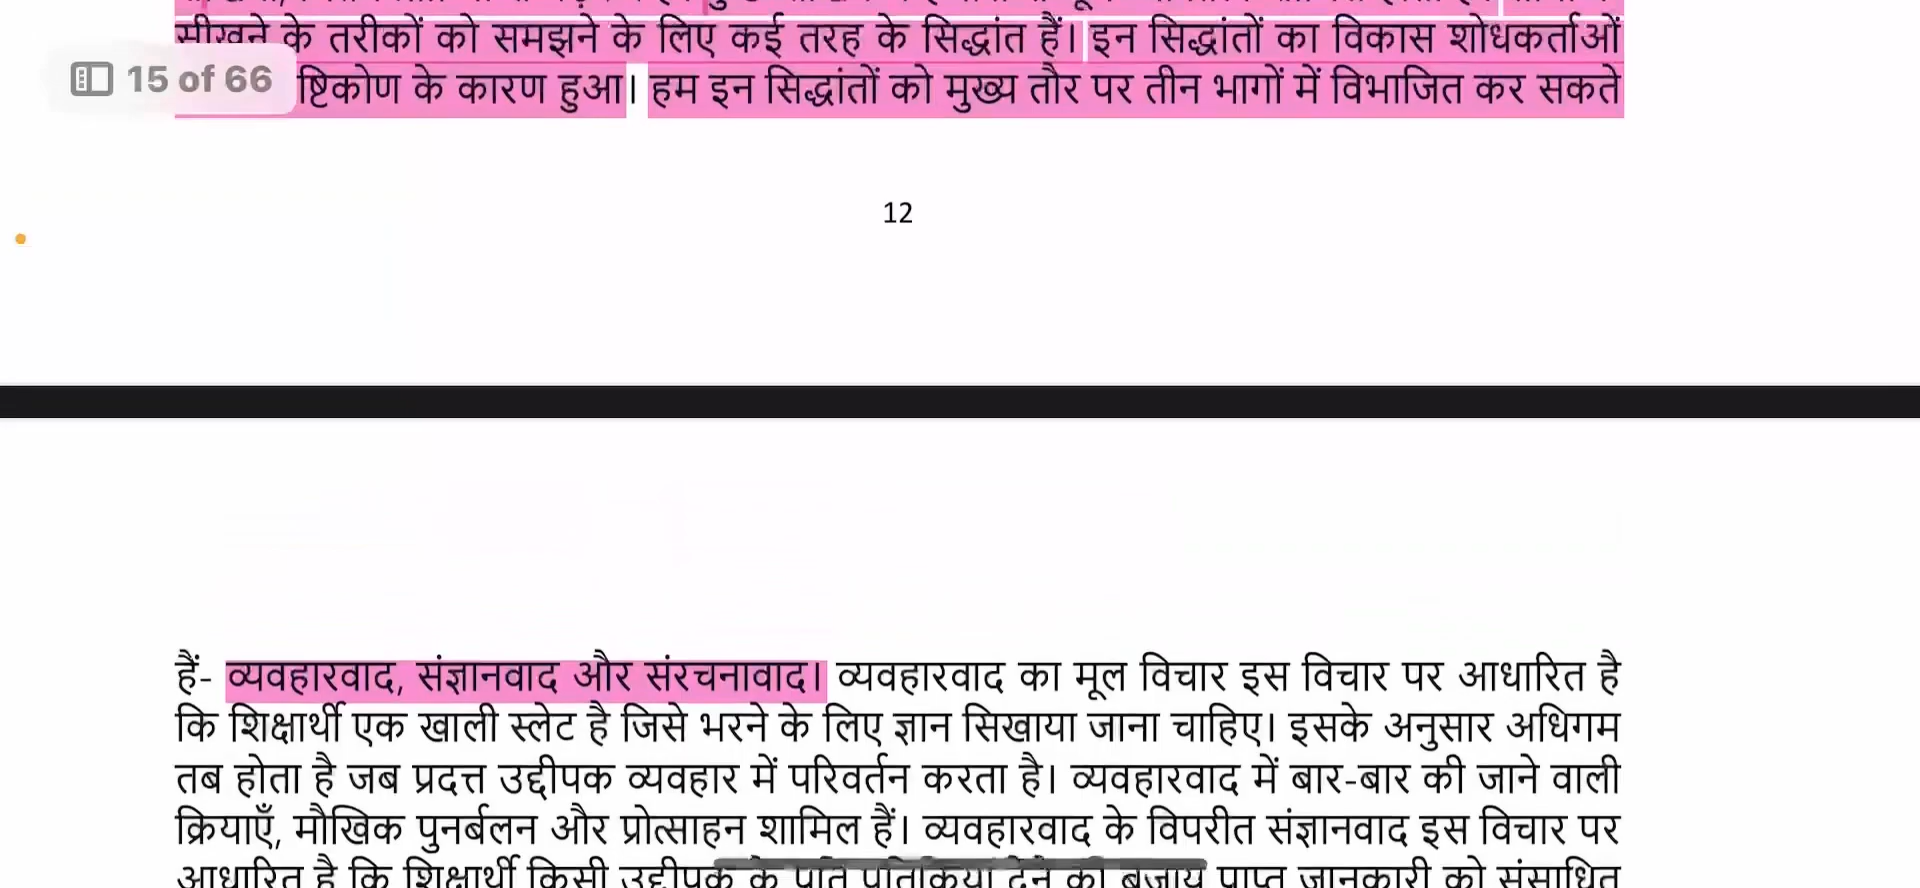 सीखने के तरीकों को समझने के लिए कई तरह के सिद्धांत हैं। इन सिद्धांतों का विकास शोधकर्ताओं
15 of 66
ष्टिकोण के कारण हुआ। हम इन सिद्धांतों को मुख्य तौर पर तीन भागों में विभाजित कर सकते
12
हैं- व्यवहारवाद, संज्ञानवाद और संरचनावाद। व्यवहारवाद का मूल विचार इस विचार पर आधारित है
कि शिक्षार्थी एक खाली स्लेट है जिसे भरने के लिए ज्ञान सिखाया जाना चाहिए। इसके अनुसार अधिगम
तब होता है जब प्रदत्त उद्दीपक व्यवहार में परिवर्तन करता है। व्यवहारवाद में बार-बार की जाने वाली
क्रियाएँ, मौखिक पुनर्बलन और प्रोत्साहन शामिल हैं। व्यवहारवाद के विपरीत संज्ञानवाद इस विचार पर
आधारित है कि शिक्षार्थी किसी उद्दीपक के प्रति प्रतिक्रिया देने की बजाय प्राप्त जानकारी को संसाधित